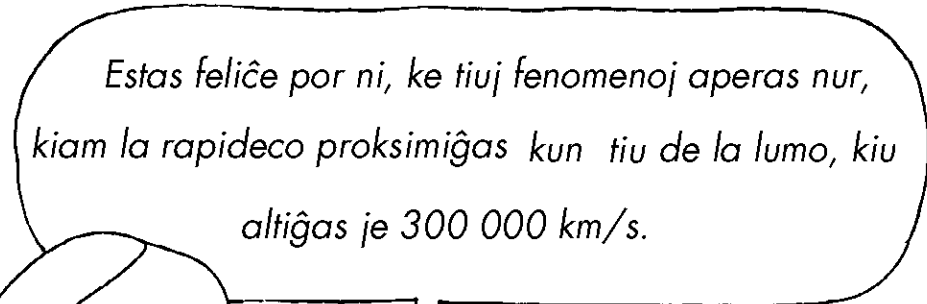 Estas feliĉe por ni, ke tiuj fenomenoj aperas nur,
kiam la rapideco proksimiĝas kun tiu de la lumo, kiu
altiĝas je 300 000 km/s.